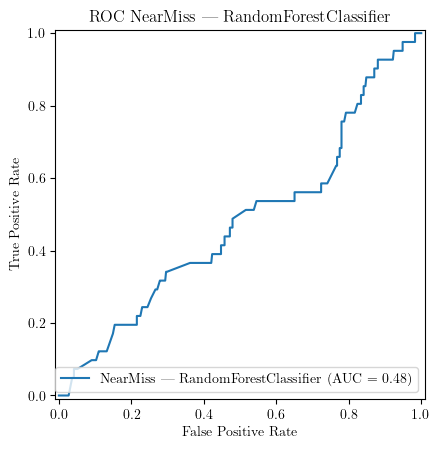 ROC NearMiss — RandomForestClassifier
1.0
0.8
0.6
0.4
0.2
0.0
True Positive Rate
NearMiss — RandomForestClassifier (AUC = 0.48)
0.0 0.2 0.4 0.6 0.8 1.0
False Positive Rate